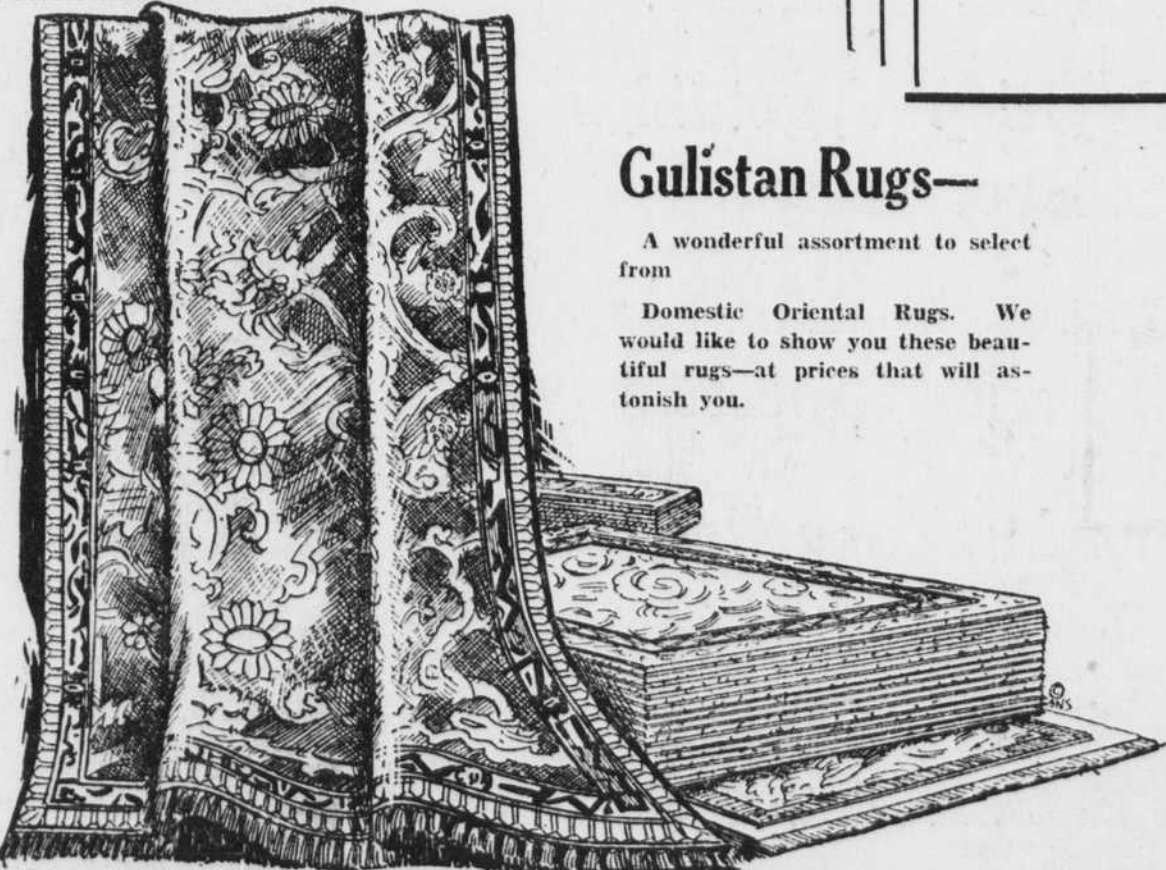 Gulistan Rugs—
A wonderful assortment to select
from
Domestic Oriental Rugs. We
would like to show you these beau-
tiful rugs—at prices that will as-
tonish you.
©